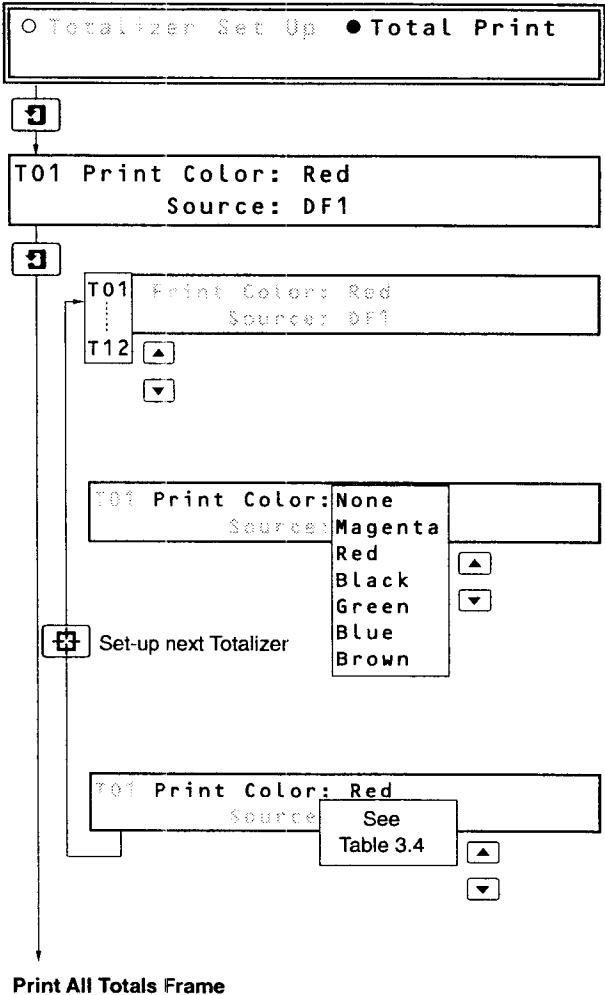 ○ Totalizer Set Up ● Total Print
T01 Print Color: Red
Source: DF1
T01 Print Color: Red
Source: DF1
T12
T01 Print Color: None
Source: Magenta
Red
Black
Green
Blue
Brown
Set-up next Totalizer
T01 Print Color: Red
Source
See
Table 3.4
Print All Totals Frame